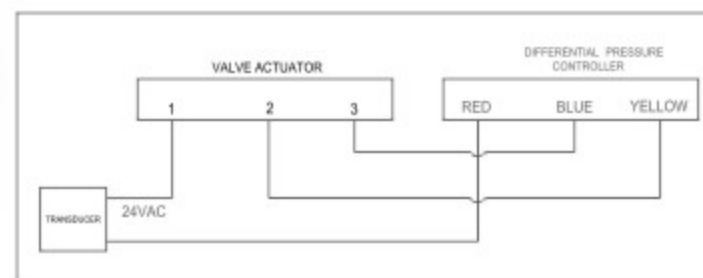 DIFFERENTIAL PRESSURE
CONTROLLER
VALVE ACTUATOR
1 2 3
RED BLUE YELLOW
TRANSDUCER
24VAC